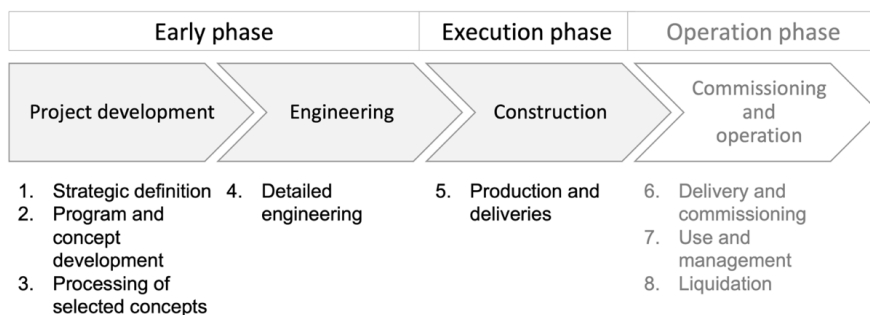 Early phase
Execution phase
Operation phase
Project development
Engineering
Construction
Commissioning
and
operation
1. Strategic definition
2. Program and
concept
development
3. Processing of
selected concepts
4. Detailed
engineering
5. Production and
deliveries
6. Delivery and
commissioning
7. Use and
management
8. Liquidation